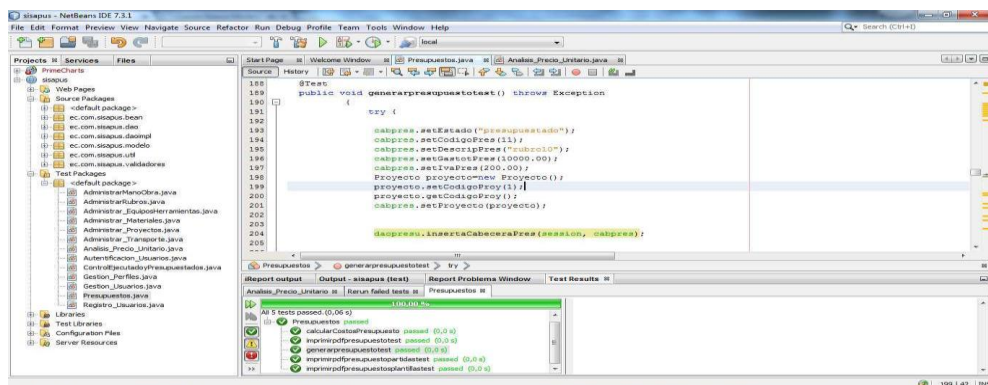 sisapus - NetBeans IDE 7.3.1
File Edit Format Preview View Navigate Source Refactor Run Debug Profile Team Tools Window Help
Search (Ctrl+I)
local
Projects Services Files
PrimeCharts
sisapus
Web Pages
Source Packages
<default package>
ec.com.sisapus.bean
ec.com.sisapus.dao
ec.com.sisapus.daoimpl
ec.com.sisapus.modelo
ec.com.sisapus.util
ec.com.sisapus.validadores
Test Packages
<default package>
AdministrarManoObra.java
AdministrarRubros.java
Administrar_EquiposHerramientas.java
Administrar_Materiales.java
Administrar_Proyectos.java
Administrar_Transporte.java
Analisis_Precio_Unitario.java
Autentificacion_Usuarios.java
ControlEjecutadoyPresupuestados.java
Gestion_Perfiles.java
Gestion_Usuarios.java
Presupuestos.java
Registro_Usuarios.java
Libraries
Test Libraries
Configuration Files
Server Resources
Start Page Welcome Window Presupuestos.java Analisis_Precio_Unitario.java
Source History
188 @Test
189 public void generarpresupuestotest() throws Exception
190 {
191 try {
192
193 cabpres.setEstado("presupuestado");
194 cabpres.setCodigoPres(11);
195 cabpres.setDescripPres("rubro10");
196 cabpres.setGastotPres(10000.00);
197 cabpres.setIvaPres(200.00);
198 Proyecto proyecto=new Proyecto();
199 proyecto.setCodigoProy(1);
200 proyecto.getCodigoProy();
201 cabpres.setProyecto(proyecto);
202
203
204 daopresu.insertaCabeceraPres(session, cabpres);
205
Presupuestos generarpresupuestotest try
iReport output Output - sisapus (test) Report Problems Window Test Results
Analisis_Precio_Unitario Rerun failed tests Presupuestos
100,00 %
All 5 tests passed.(0,06 s)
Presupuestos passed
calcularCostosPresupuesto passed (0,0 s)
imprimirpdfpresupuestotest passed (0,0 s)
generarpresupuestotest passed (0,0 s)
imprimirpdfpresupuestopartidastest passed (0,0 s)
imprimirpdfpresupuestosplantillastest passed (0,0 s)
199 | 42 INS